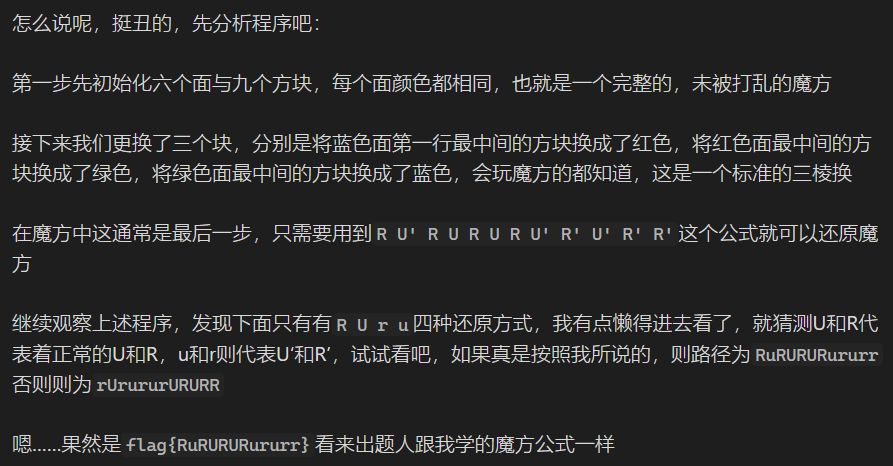 怎么说呢，挺丑的，先分析程序吧：
第一步先初始化六个面与九个方块，每个面颜色都相同，也就是一个完整的，未被打乱的魔方
接下来我们更换了三个块，分别是将蓝色面第一行最中间的方块换成了红色，将红色面最中间的方
块换成了绿色，将绿色面最中间的方块换成了蓝色，会玩魔方的都知道，这是一个标准的三棱换
在魔方中这通常是最后一步，只需要用到 R U' R U R U R U' R' U' R' R' 这个公式就可以还原魔
方
继续观察上述程序，发现下面只有有 R U r u 四种还原方式，我有点懒得进去看了，就猜测U和R代
表着正常的U和R，u和r则代表U‘和R’，试试看吧，如果真是按照我所说的，则路径为 RuRURURururr
否则则为 rUrururURURR
嗯……果然是 flag{RuRURURururr} 看来出题人跟我学的魔方公式一样